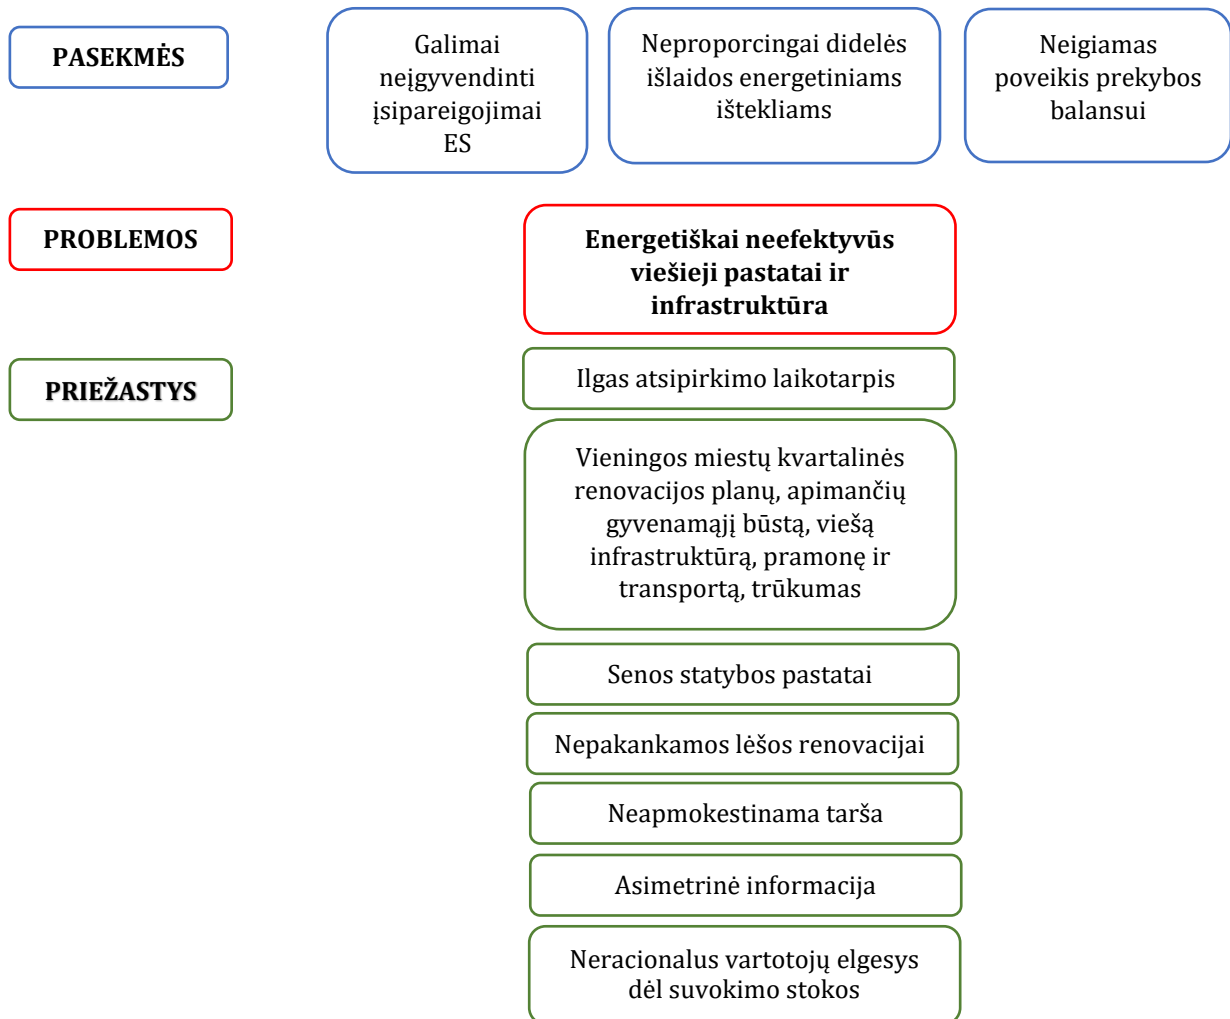 PASEKMĖS
Galimai
neįgyvendinti
įsipareigojimai
ES
Neproporcingai didelės
išlaidos energetiniams
ištekliams
Neigiamas
poveikis prekybos
balansui
PROBLEMOS
Energetiškai neefektyvūs
viešieji pastatai ir
infrastruktūra
PRIEŽASTYS
Ilgas atsipirkimo laikotarpis
Vieningos miestų kvartalinės
renovacijos planų, apimančių
gyvenamąjį būstą, viešą
infrastruktūrą, pramonę ir
transportą, trūkumas
Senos statybos pastatai
Nepakankamos lėšos renovacijai
Neapmokestinama tarša
Asimetrinė informacija
Neracionalus vartotojų elgesys
dėl suvokimo stokos